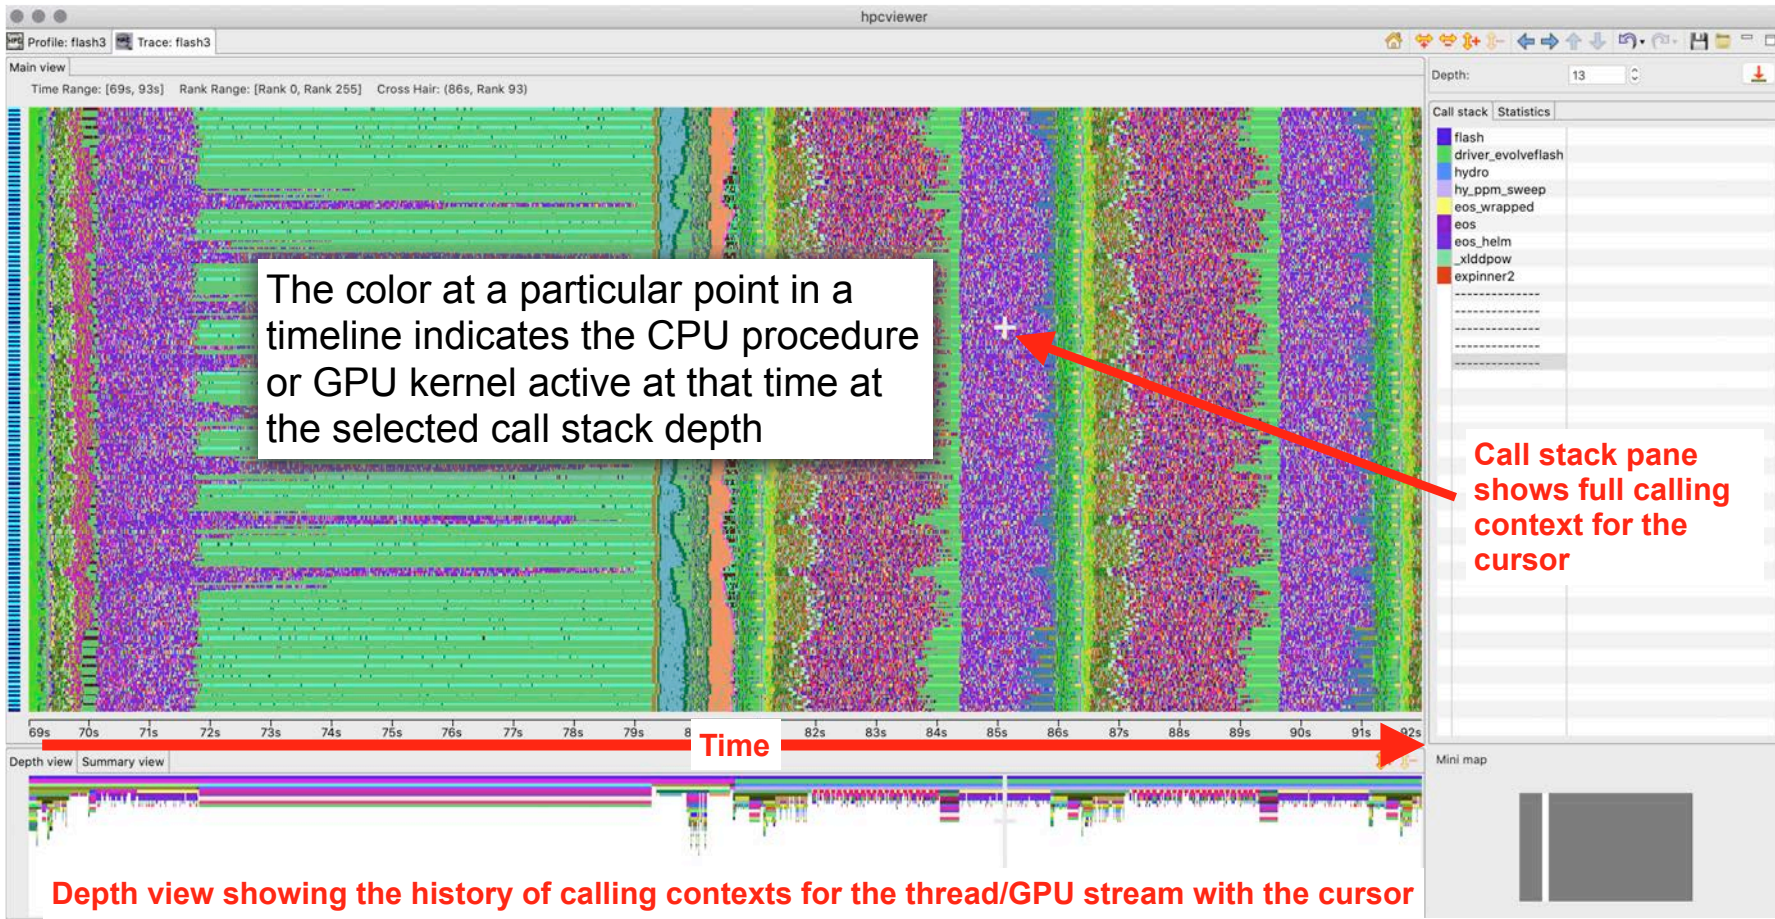 hpcviewer
Profile: flash3
Trace: flash3
Main view
Time Range: [69s, 93s] Rank Range: [Rank 0, Rank 255] Cross Hair: (86s, Rank 93)
Depth: 13
Call stack Statistics
flash
driver_evolveflash
hydro
hy_ppm_sweep
eos_wrapped
eos
eos_helm
_xlddpow
expinner2
--------------
--------------
--------------
--------------
--------------
The color at a particular point in a
timeline indicates the CPU procedure
or GPU kernel active at that time at
the selected call stack depth
Call stack pane
shows full calling
context for the
cursor
69s 70s 71s 72s 73s 74s 75s 76s 77s 78s 79s 8 82s 83s 84s 85s 86s 87s 88s 89s 90s 91s 92s
Time
Depth view Summary view
Mini map
Depth view showing the history of calling contexts for the thread/GPU stream with the cursor